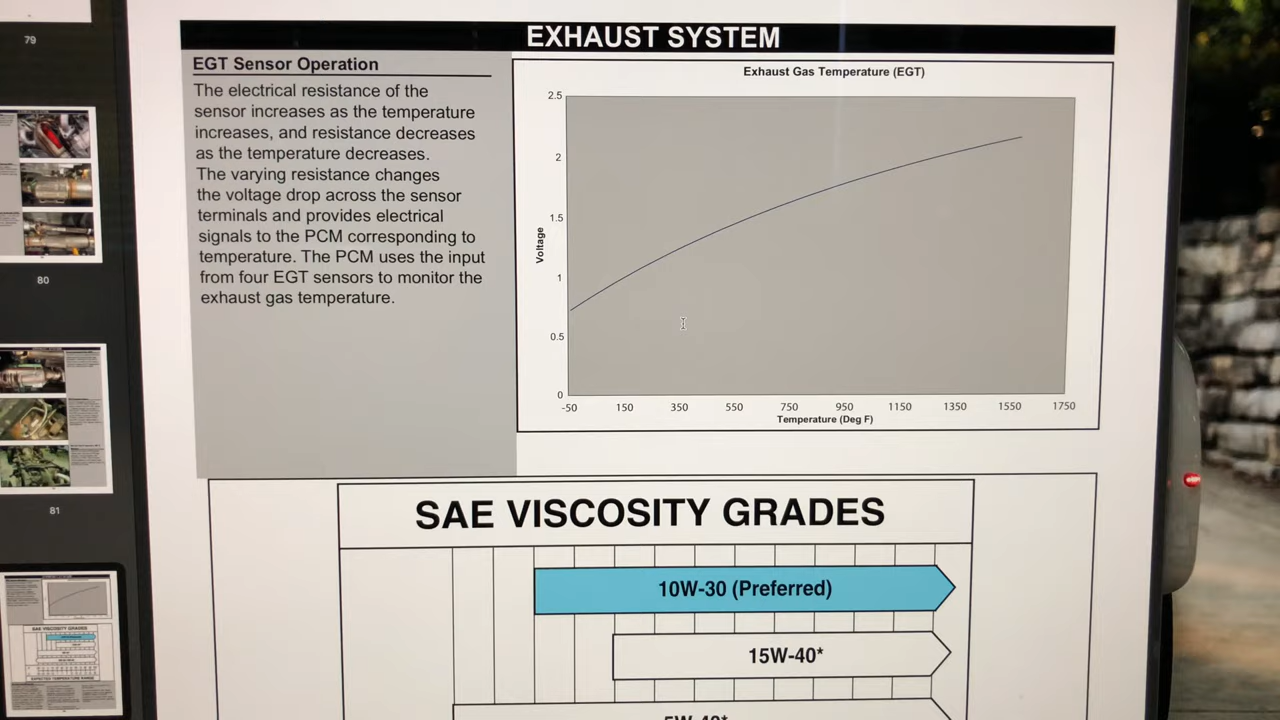 79
80
81
EXHAUST SYSTEM
EGT Sensor Operation
The electrical resistance of the
sensor increases as the temperature
increases, and resistance decreases
as the temperature decreases.
The varying resistance changes
the voltage drop across the sensor
terminals and provides electrical
signals to the PCM corresponding to
temperature. The PCM uses the input
from four EGT sensors to monitor the
exhaust gas temperature.
Exhaust Gas Temperature (EGT)
2.5
2
1.5
1
0.5
0
Voltage
-50 150 350 550 750 950 1150 1350 1550 1750
Temperature (Deg F)
SAE VISCOSITY GRADES
10W-30 (Preferred)
15W-40*
5W-40*
SAE VISCOSITY GRADES